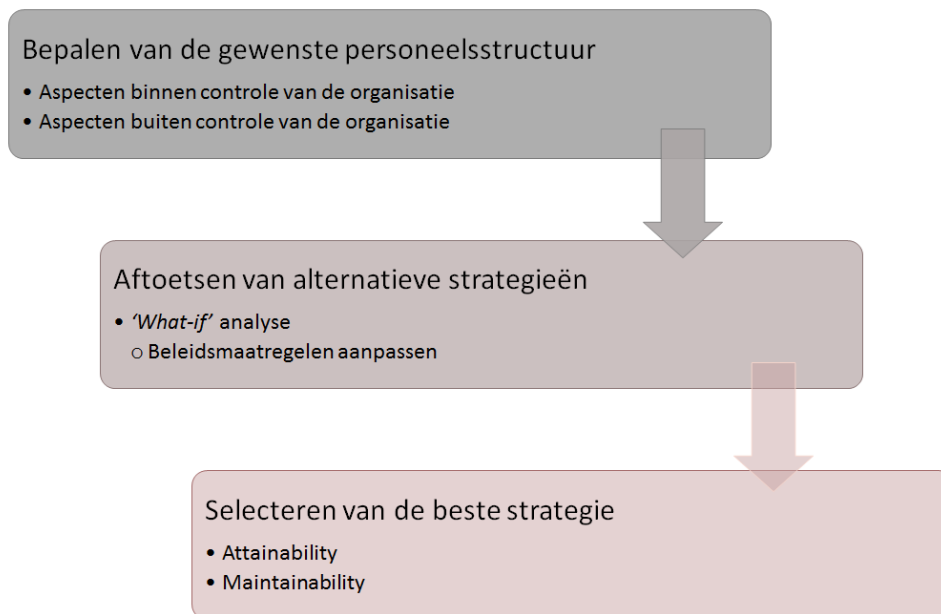 Bepalen van de gewenste personeelsstructuur
• Aspecten binnen controle van de organisatie
• Aspecten buiten controle van de organisatie
Aftoetsen van alternatieve strategieën
• ‘What-if’ analyse
o Beleidsmaatregelen aanpassen
Selecteren van de beste strategie
• Attainability
• Maintainability